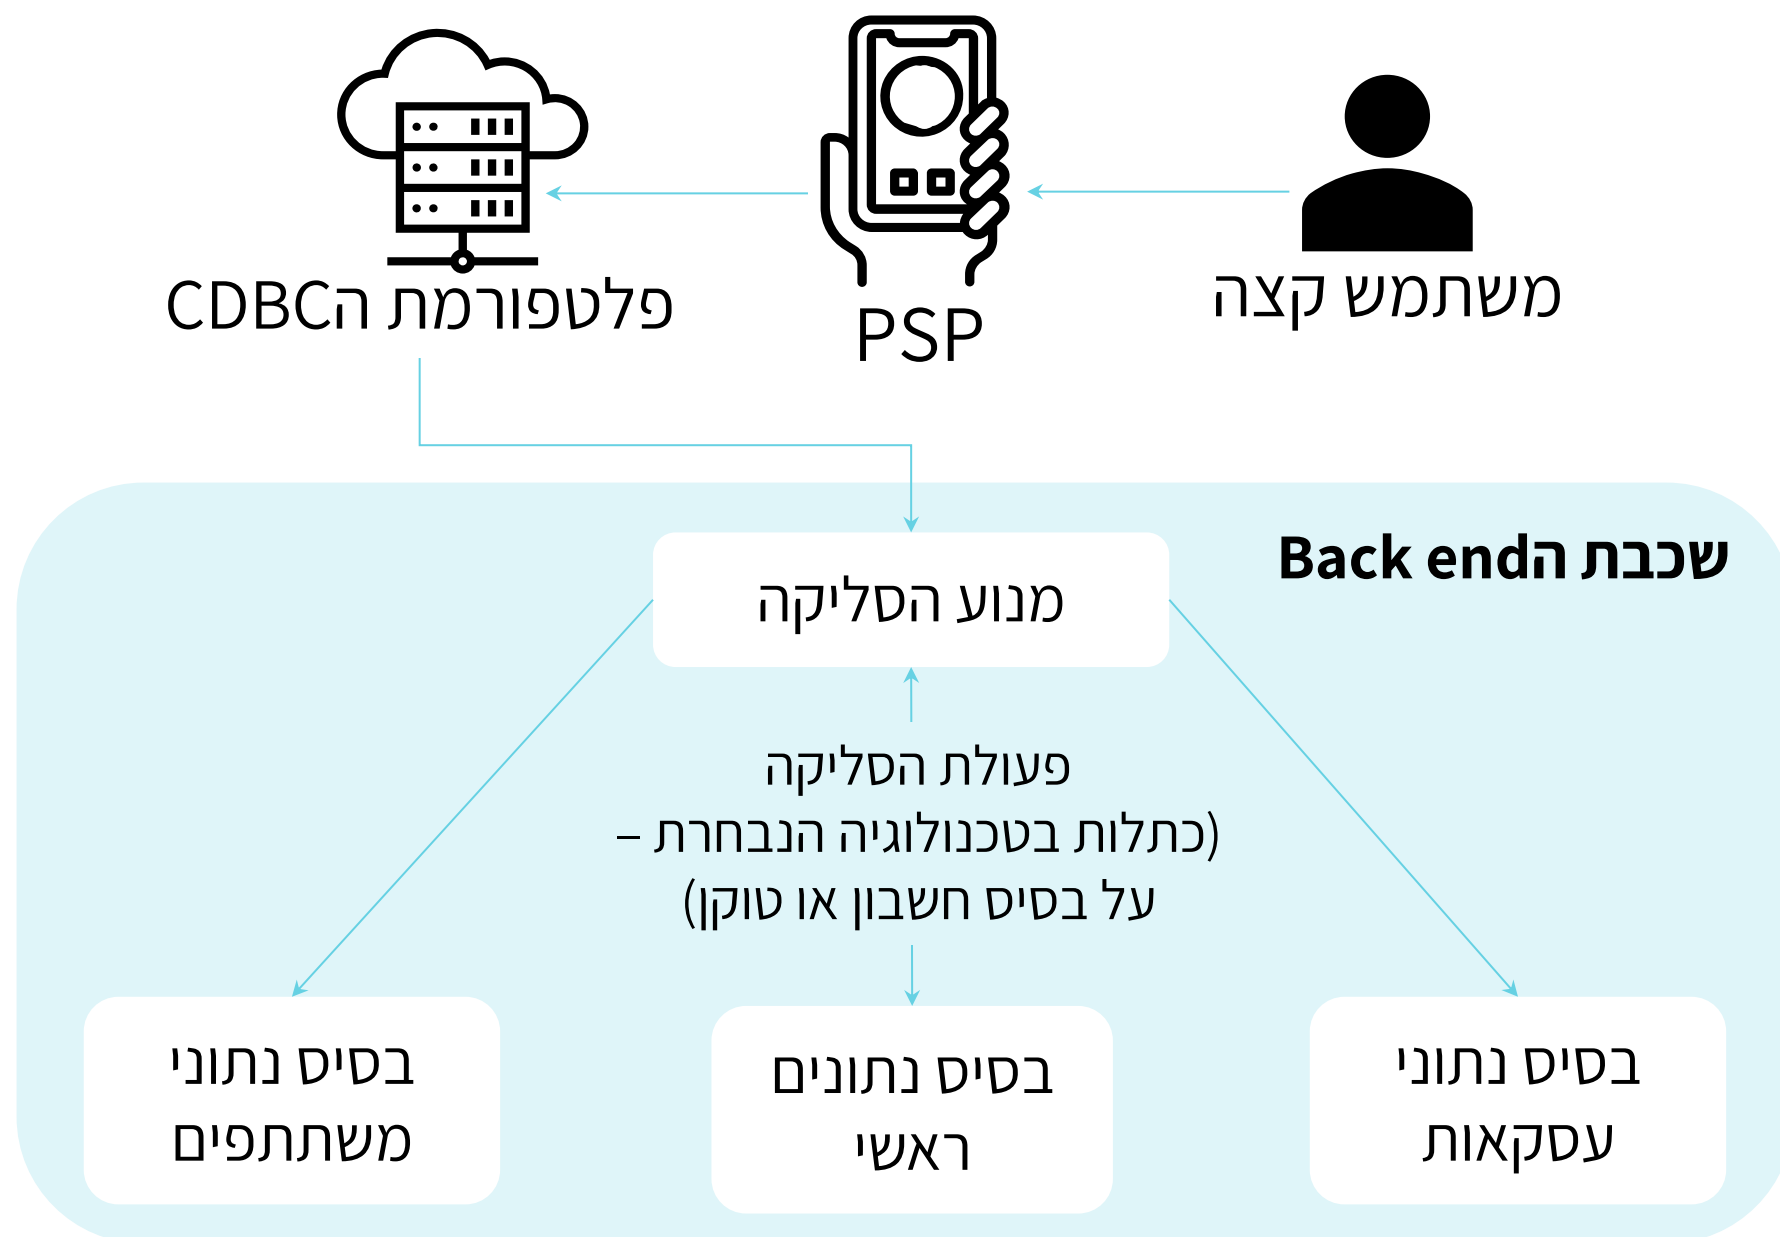 משתמש קצה
PSP
פלטפורמת הCDBC
שכבת הBack end
מנוע הסליקה
פעולת הסליקה
(כתלות בטכנולוגיה הנבחרת –
על בסיס חשבון או טוקן)
בסיס נתוני
עסקאות
בסיס נתונים
ראשי
בסיס נתוני
משתתפים